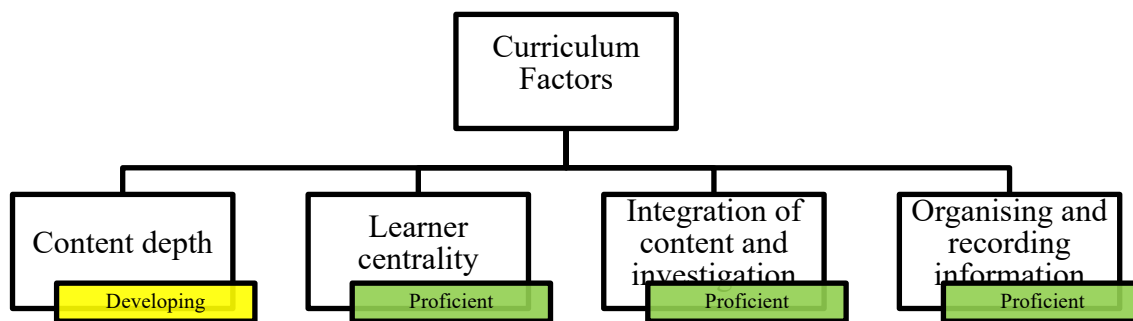 Curriculum
Factors
Content depth
Developing
Learner
centrality
Proficient
Integration of
content and
investigation
Proficient
Organising and
recording
information
Proficient